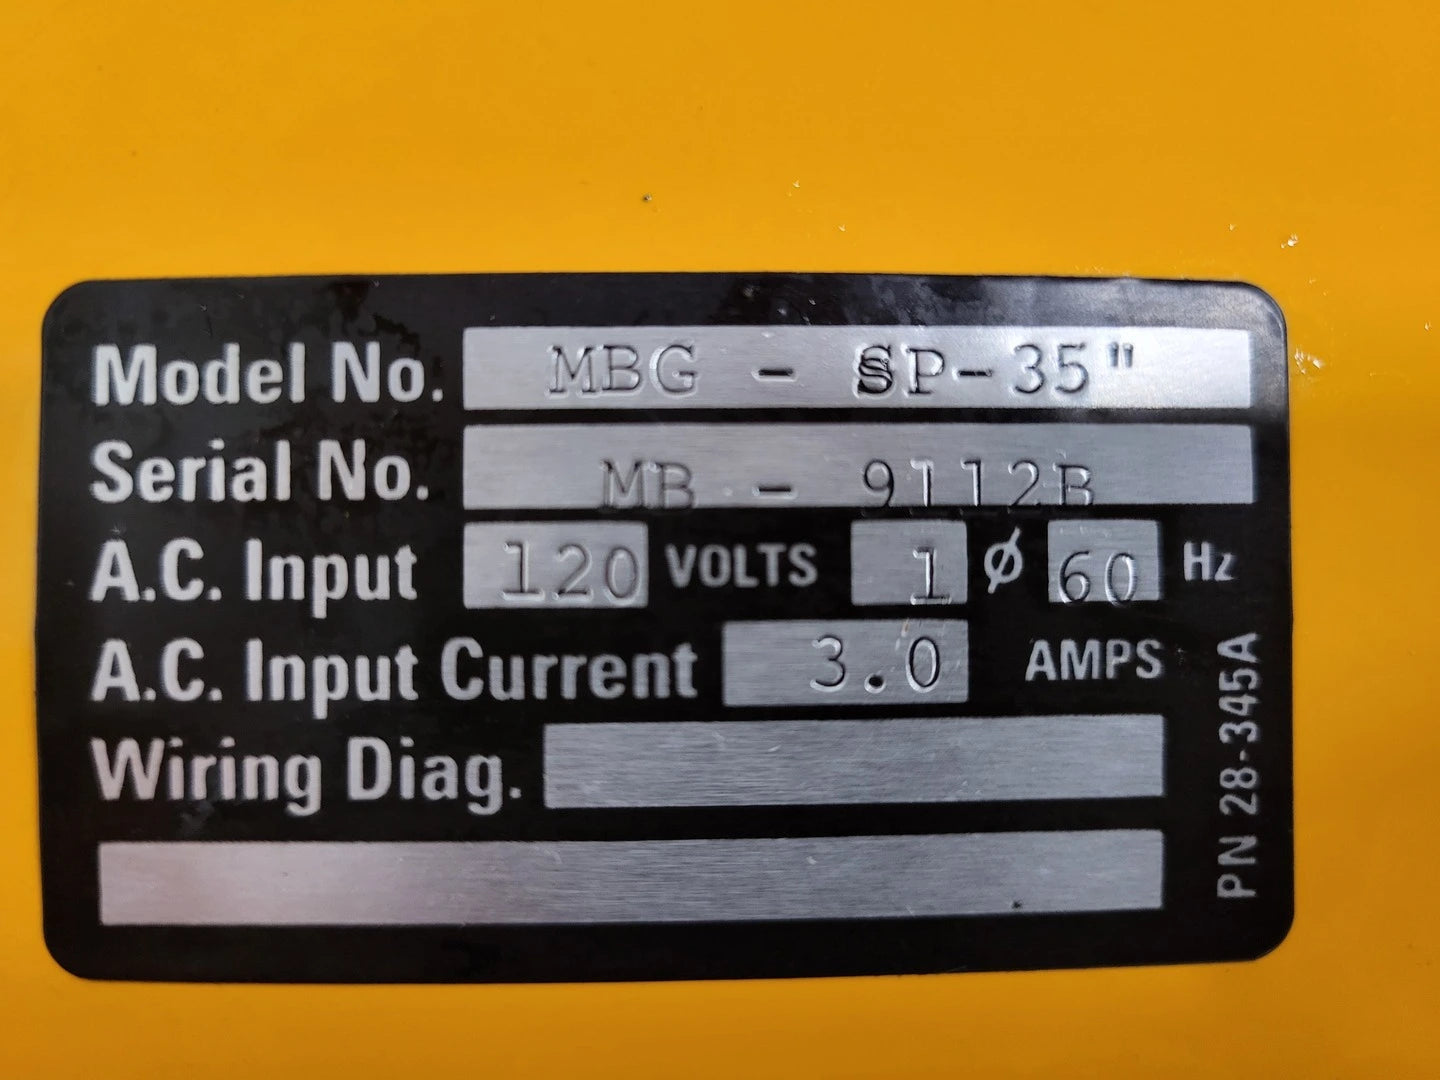 Model No. MBG - SP-35"
Serial No. MB - 9112B
A.C. Input 120 VOLTS 1 Ø 60 Hz
A.C. Input Current 3.0 AMPS
Wiring Diag.
PN 28-345A